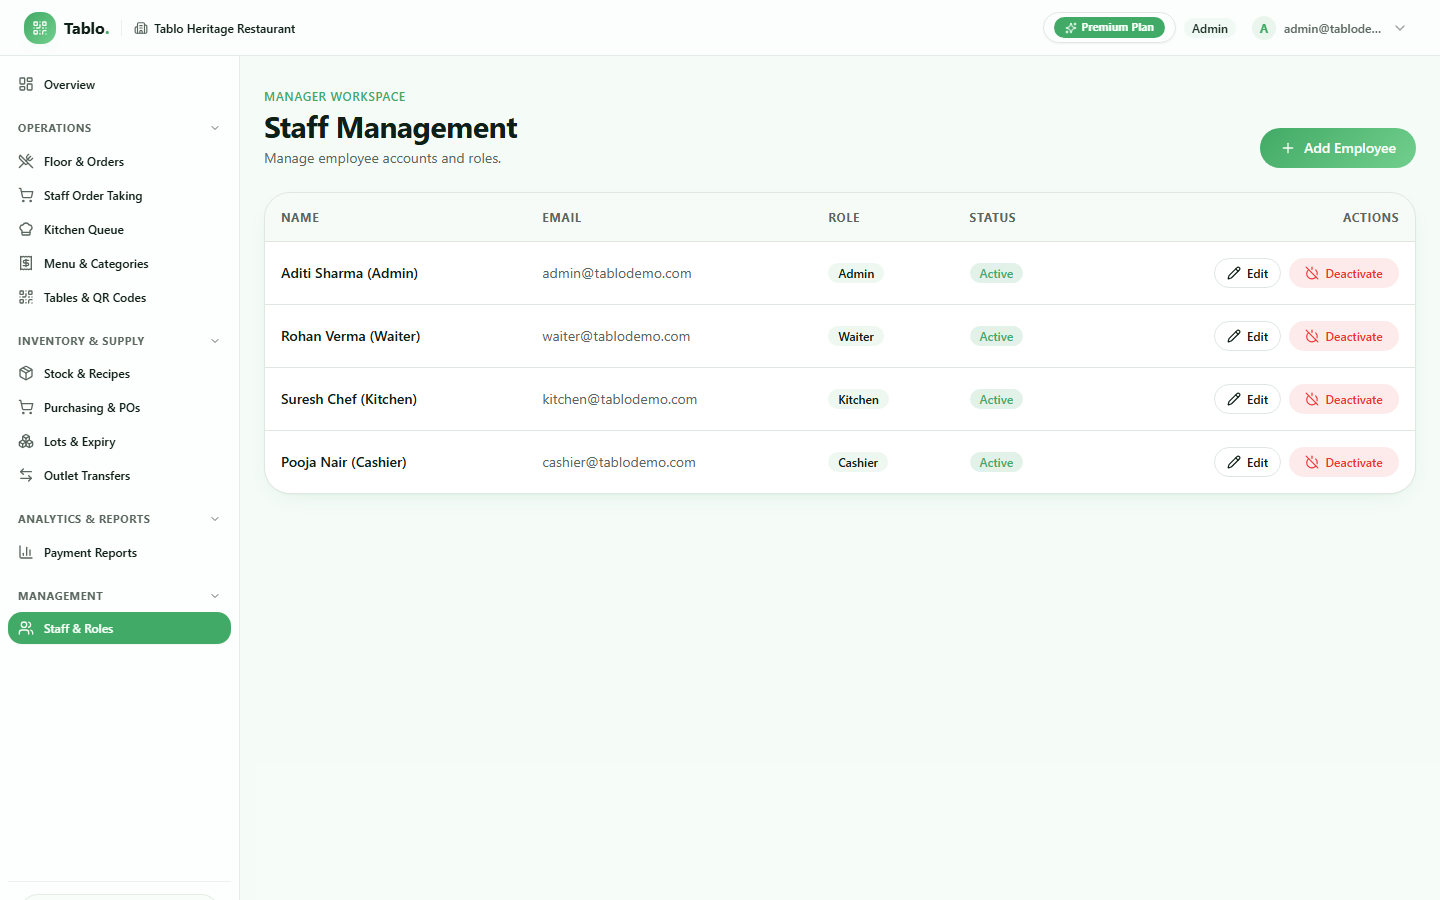 Tablo.
Tablo Heritage Restaurant
Premium Plan
Admin
A
admin@tablode...
Overview
OPERATIONS
Floor & Orders
Staff Order Taking
Kitchen Queue
Menu & Categories
Tables & QR Codes
INVENTORY & SUPPLY
Stock & Recipes
Purchasing & POs
Lots & Expiry
Outlet Transfers
ANALYTICS & REPORTS
Payment Reports
MANAGEMENT
Staff & Roles
MANAGER WORKSPACE
Staff Management
Manage employee accounts and roles.
+ Add Employee
NAME EMAIL ROLE STATUS ACTIONS
Aditi Sharma (Admin) admin@tablodemo.com Admin Active Edit Deactivate
Rohan Verma (Waiter) waiter@tablodemo.com Waiter Active Edit Deactivate
Suresh Chef (Kitchen) kitchen@tablodemo.com Kitchen Active Edit Deactivate
Pooja Nair (Cashier) cashier@tablodemo.com Cashier Active Edit Deactivate